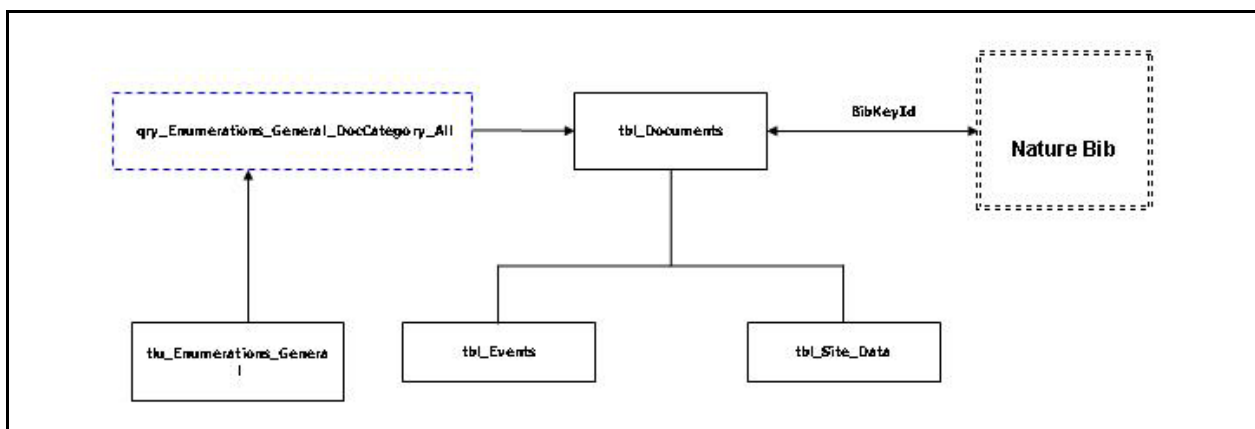 BibKeyId
qry_Enumerations_General_DocCategory_All
tbl_Documents
Nature Bib
tlu_Enumerations_Genera
l
tbl_Events
tbl_Site_Data